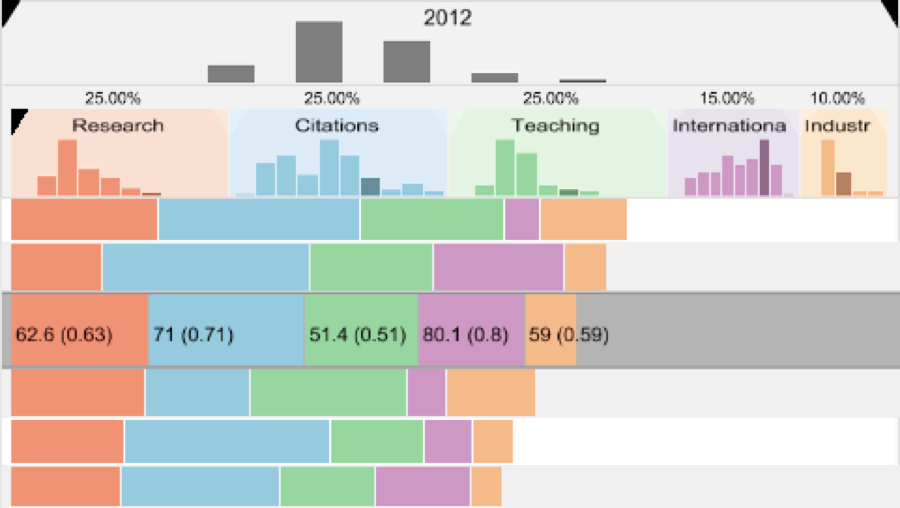 2012
25.00% 25.00% 25.00% 15.00% 10.00%
Research Citations Teaching Internationa Industr
62.6 (0.63) 71 (0.71) 51.4 (0.51) 80.1 (0.8) 59 (0.59)